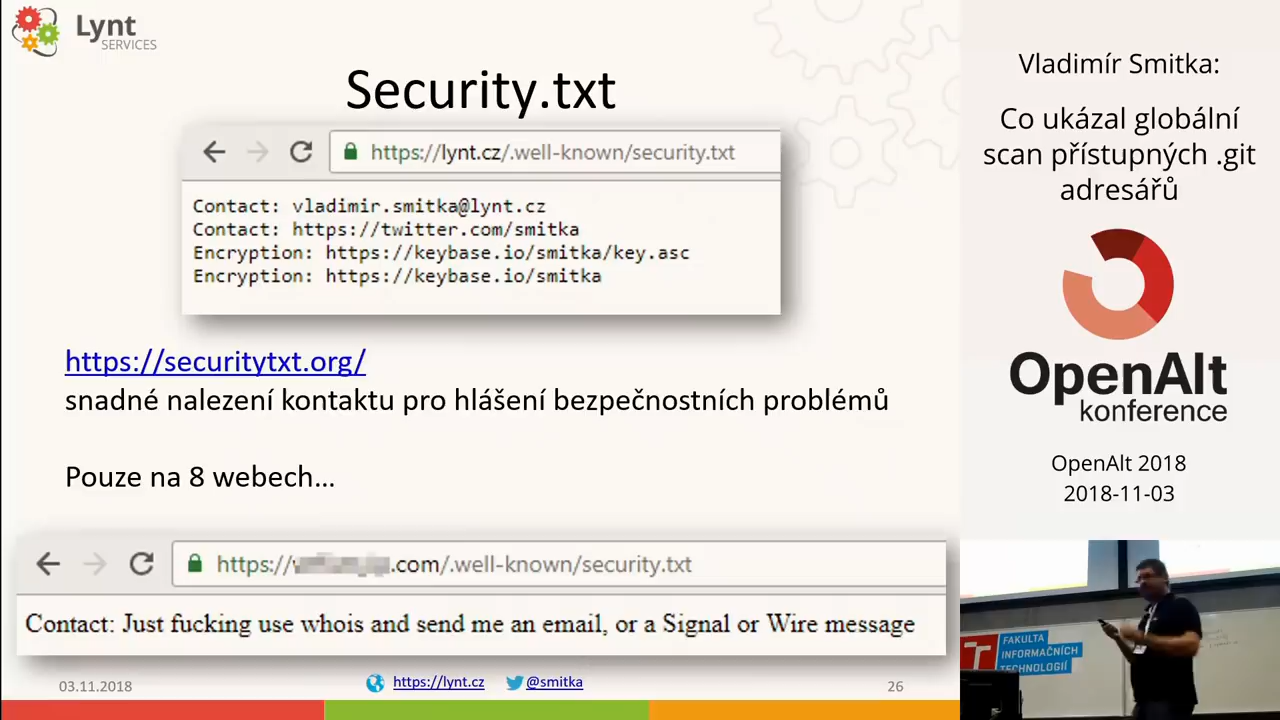 Lynt
SERVICES
Security.txt
https://lynt.cz/.well-known/security.txt
Contact: vladimir.smitka@lynt.cz
Contact: https://twitter.com/smitka
Encryption: https://keybase.io/smitka/key.asc
Encryption: https://keybase.io/smitka
https://securitytxt.org/
snadné nalezení kontaktu pro hlášení bezpečnostních problémů
Pouze na 8 webech...
https:// .com/.well-known/security.txt
Contact: Just fucking use whois and send me an email, or a Signal or Wire message
03.11.2018
https://lynt.cz
@smitka
26
Vladimír Smitka:
Co ukázal globální
scan přístupných .git
adresářů
OpenAlt
konference
OpenAlt 2018
2018-11-03
FAKULTA
INFORMAČNÍCH
TECHNOLOGIÍ